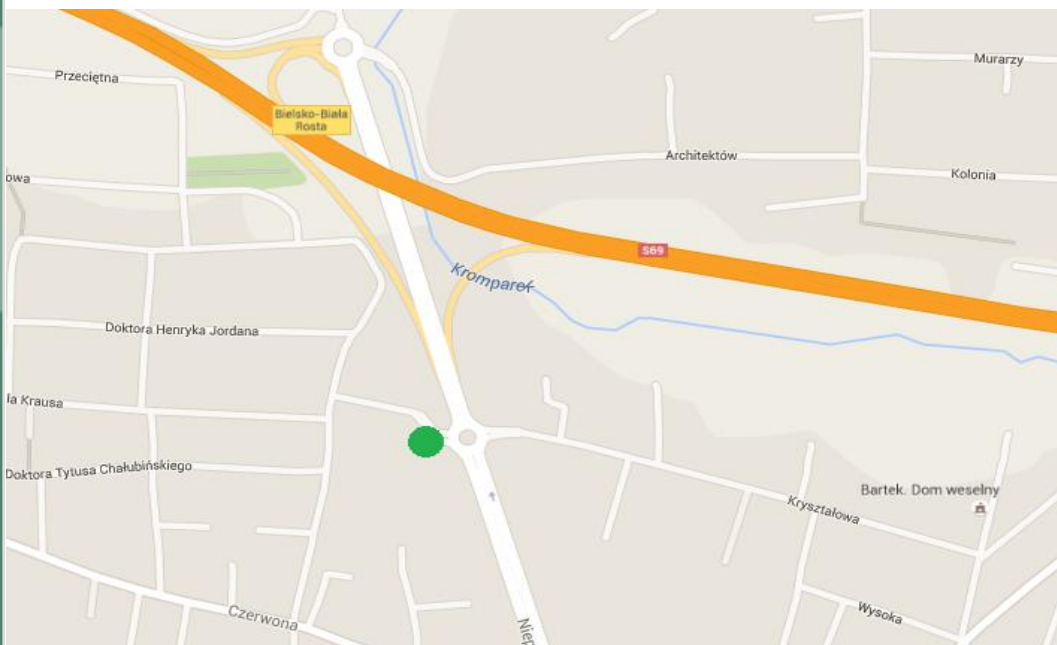 Murarzy
Przeciętna
Bielsko-Biała
Rosta
Architektów
Kolonia
owa
S69
Kromparek
Doktora Henryka Jordana
la Krausa
Doktora Tytusa Chałubińskiego
Bartek. Dom weselny
Kryształowa
Czerwona
Wysoka
Niep